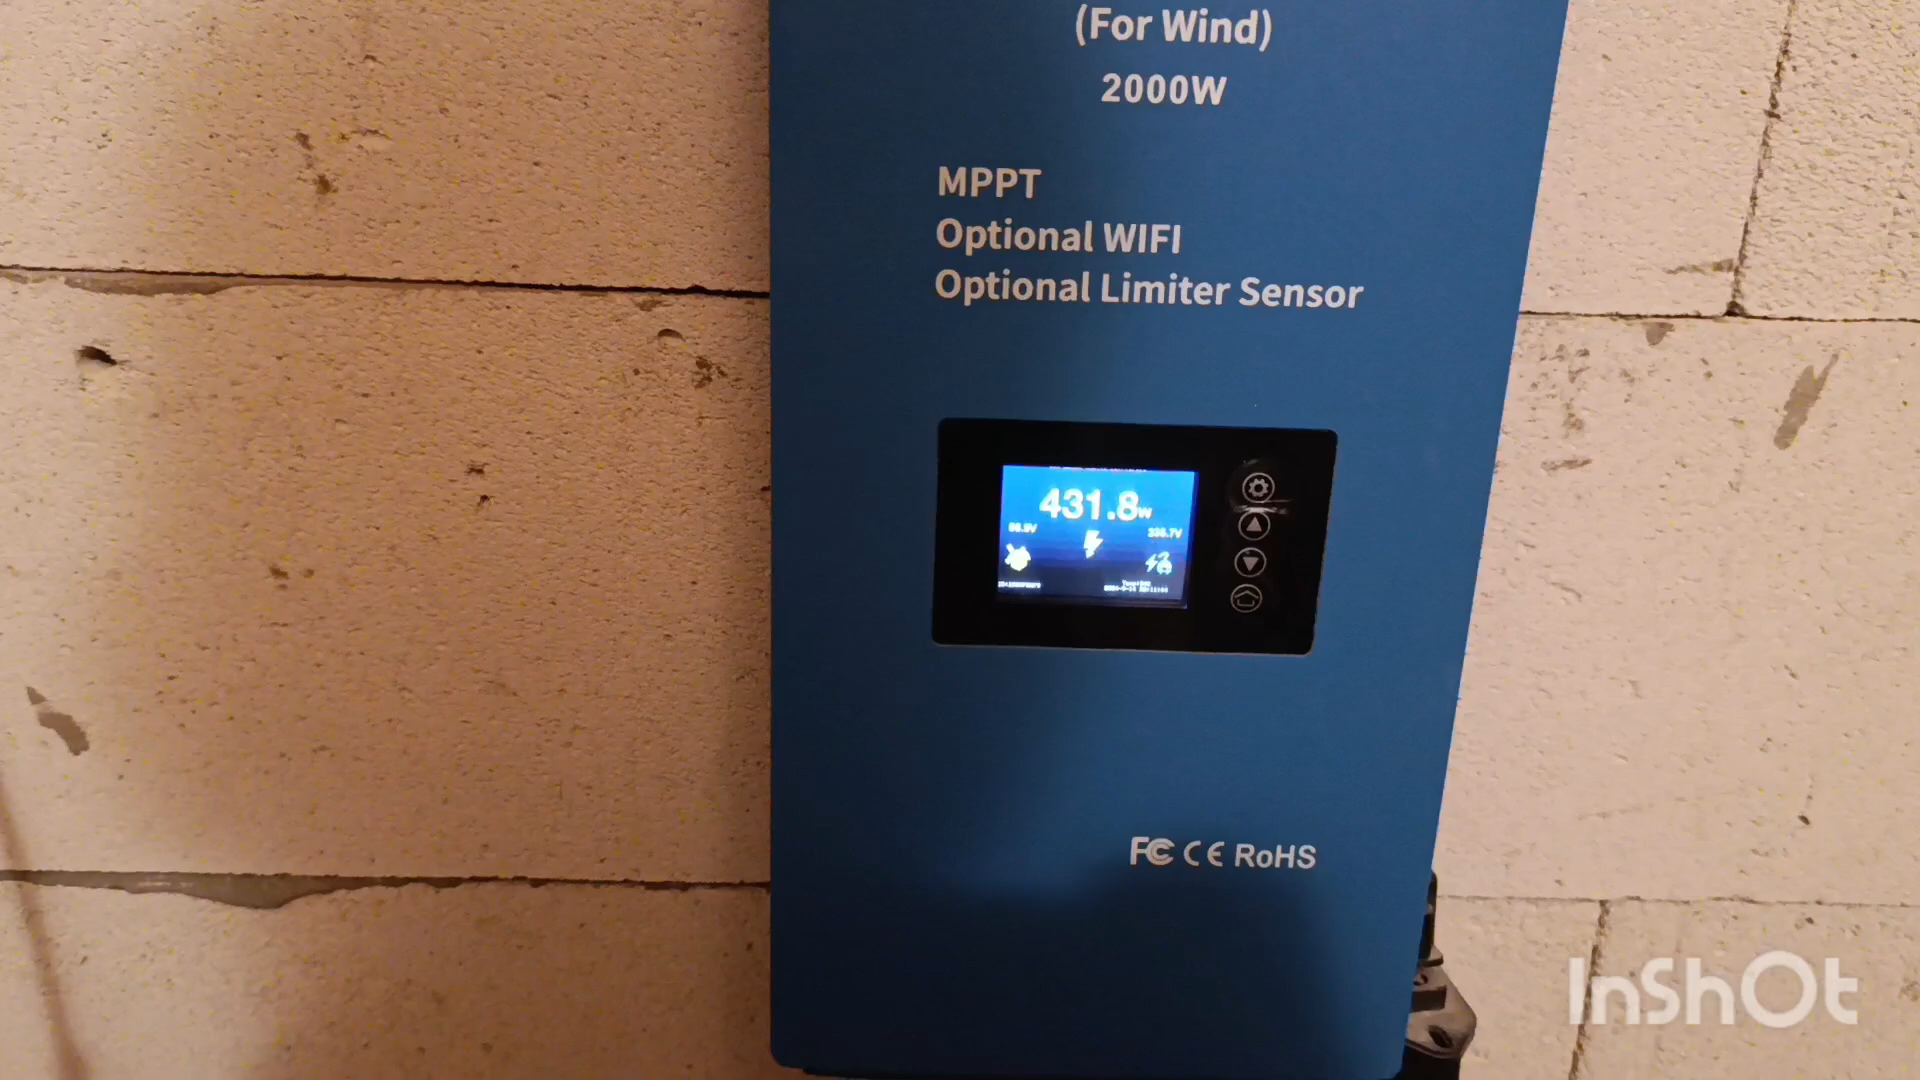 (For Wind)
2000W
MPPT
Optional WIFI
Optional Limiter Sensor
431.8W
FC CE RoHS
InShOt